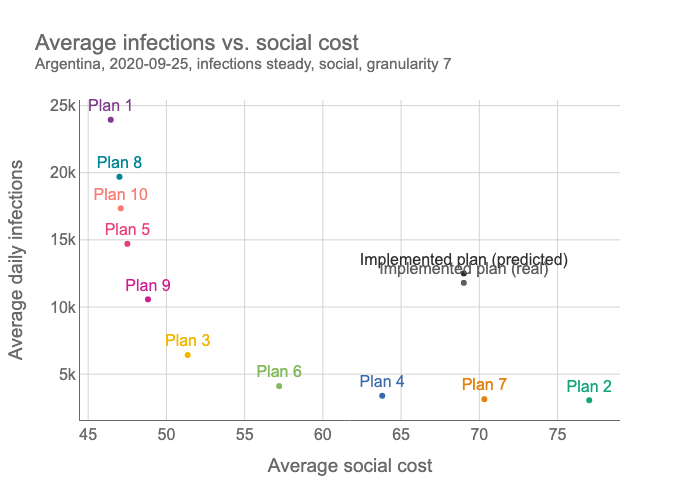 Average infections vs. social cost
Argentina, 2020-09-25, infections steady, social, granularity 7
25k
Plan 1
Plan 8
20k
Plan 10
Plan 5
15k
Implemented plan (predicted)
Implemented plan (real)
Plan 9
10k
Plan 3
Plan 6
5k
Plan 4
Plan 7
Plan 2
45
50
55
60
65
70
75
Average social cost
Average daily infections